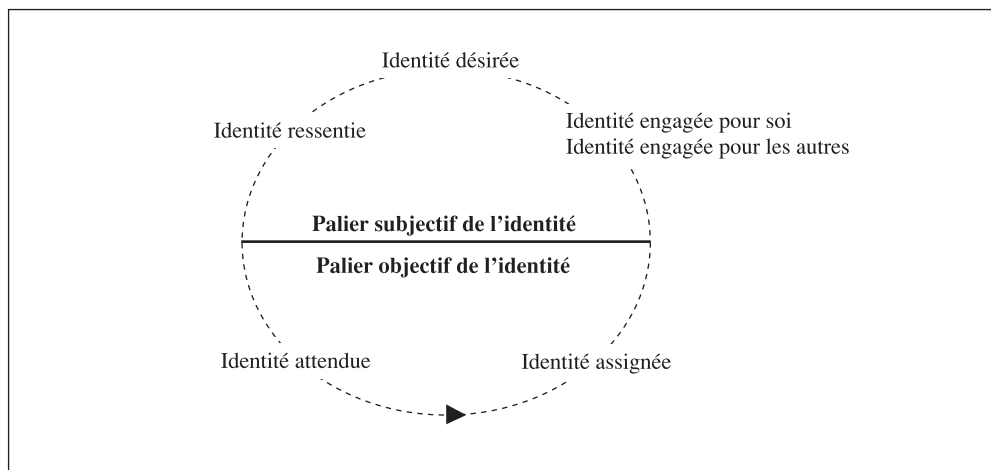 Identité désirée
Identité ressentie
Identité engagée pour soi
Identité engagée pour les autres
Palier subjectif de l’identité
Palier objectif de l’identité
Identité attendue
Identité assignée